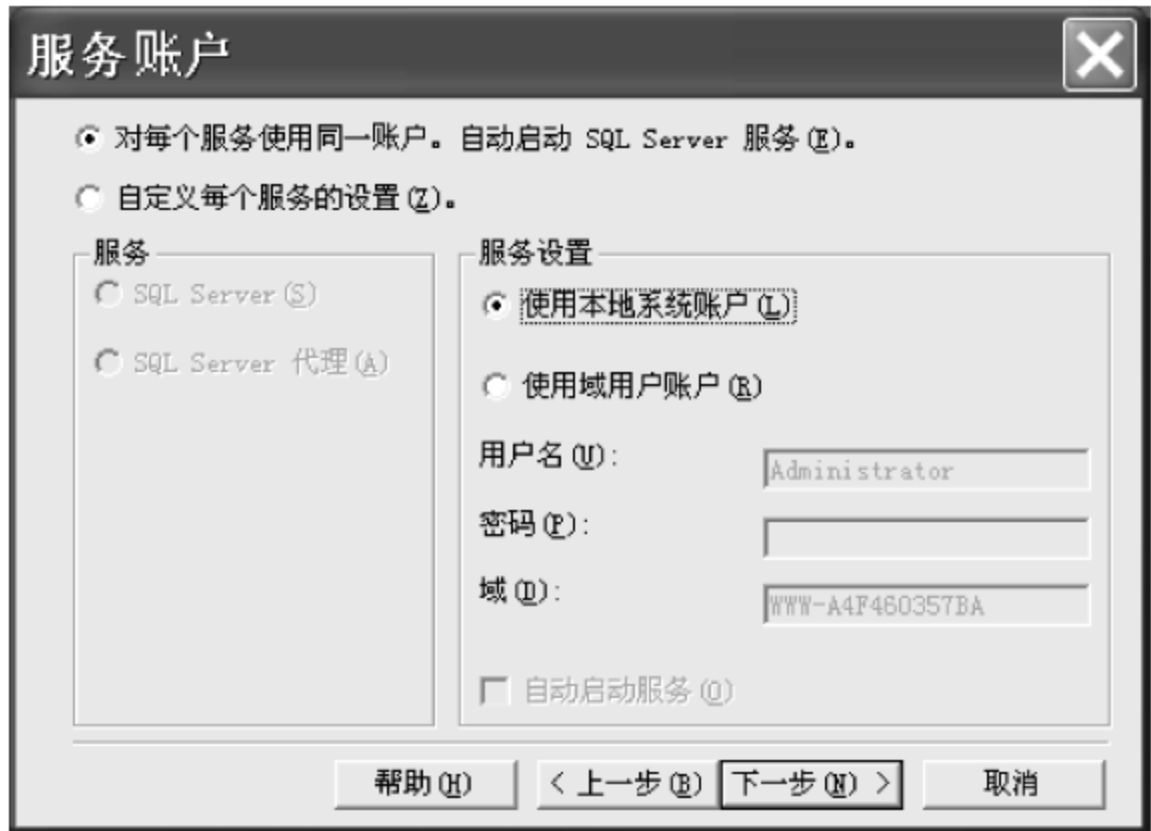 服务账户
对每个服务使用同一账户。自动启动 SQL Server 服务(E)。
自定义每个服务的设置(Z)。
服务
SQL Server(S)
SQL Server 代理(A)
服务设置
使用本地系统账户(L)
使用域用户账户(R)
用户名(U):
Administrator
密码(P):
域(D):
WWW-A4F460357BA
自动启动服务(O)
帮助(H)
< 上一步(B)
下一步(N) >
取消